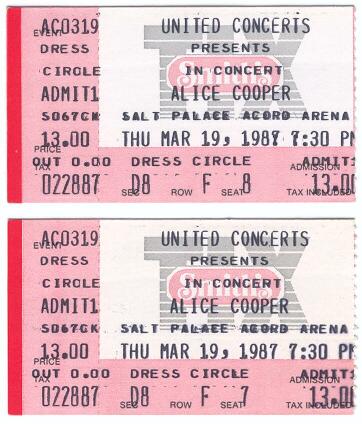 AC0319 UNITED CONCERTS
EVENT
DRESS PRESENTS
CIRCLE IN CONCERT
Smith's
ADMIT1 ALICE COOPER
SO67CK SALT PALACE ACORD ARENA
13.00 THU MAR 19, 1987 7:30 PM
PRICE
OUT 0.00 DRESS CIRCLE ADMIT1
TAX ADMISSION
022887 D8 F 8 13.00
SEC ROW SEAT TAX INCLUDED
AC0319 UNITED CONCERTS
EVENT
DRESS PRESENTS
CIRCLE IN CONCERT
Smith's
ADMIT1 ALICE COOPER
SO67CK SALT PALACE ACORD ARENA
13.00 THU MAR 19, 1987 7:30 PM
PRICE
OUT 0.00 DRESS CIRCLE ADMIT1
TAX ADMISSION
022887 D8 F 7 13.00
SEC ROW SEAT TAX INCLUDED